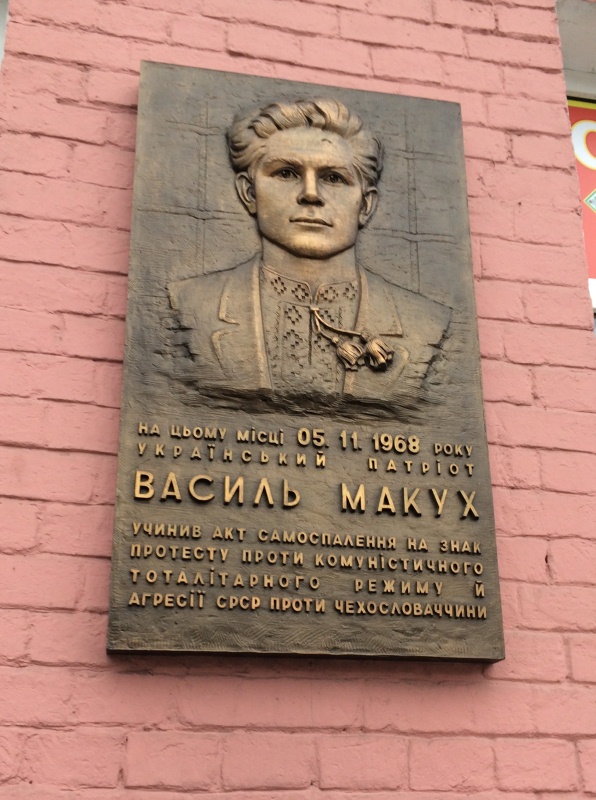 на цьому місці 05.11.1968 року
український патріот
ВАСИЛЬ МАКУХ
учинив акт самоспалення на знак
протесту проти комуністичного
тоталітарного режиму й
агресії СРСР проти Чехословаччини